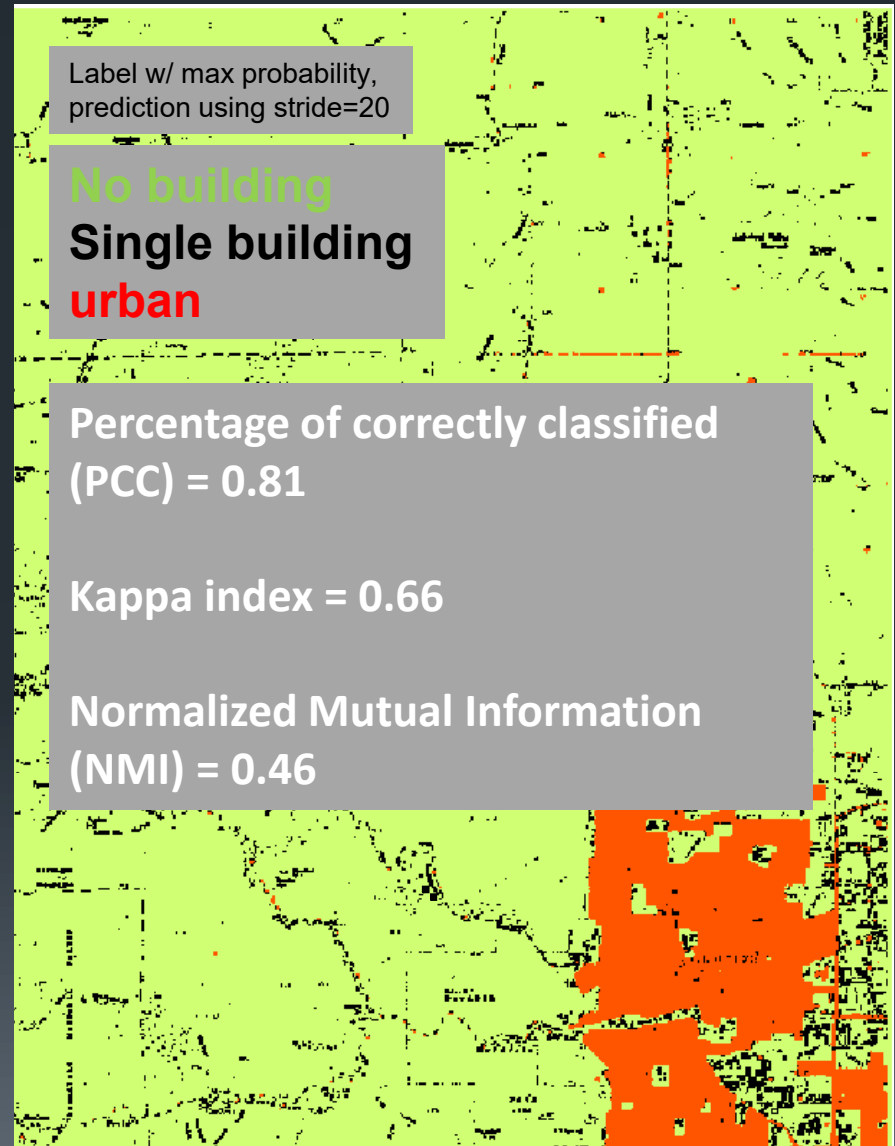 Label w/ max probability,
prediction using stride=20
No building
Single building
urban
Percentage of correctly classified
(PCC) = 0.81
Kappa index = 0.66
Normalized Mutual Information
(NMI) = 0.46